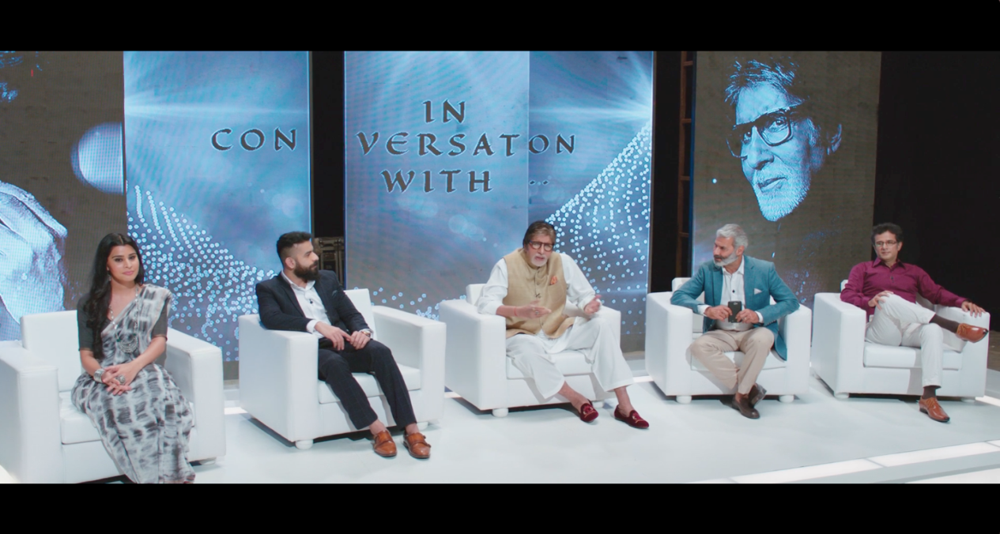 IN
CON VERSATON
WITH ..